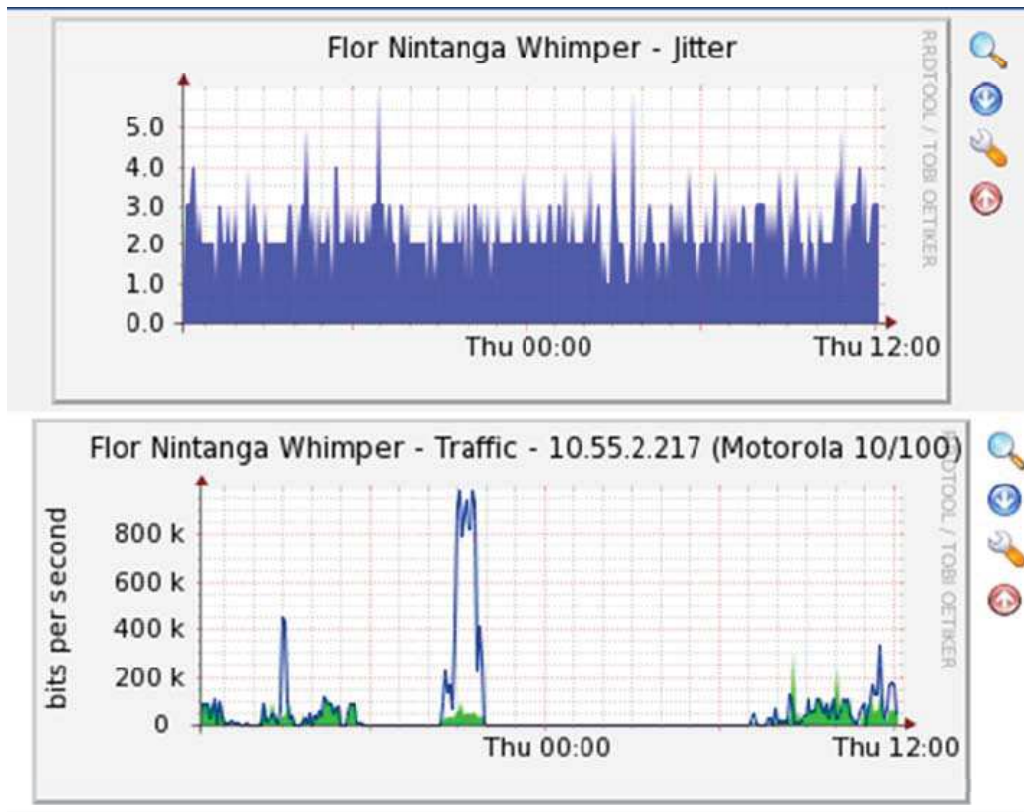 Flor Nintanga Whimper - Jitter
5.0
4.0
3.0
2.0
1.0
0.0
Thu 00:00
Thu 12:00
RRDTOOL / TOBI OETIKER
Flor Nintanga Whimper - Traffic - 10.55.2.217 (Motorola 10/100)
bits per second
800 k
600 k
400 k
200 k
0
Thu 00:00
Thu 12:00
RRDTOOL / TOBI OETIKER